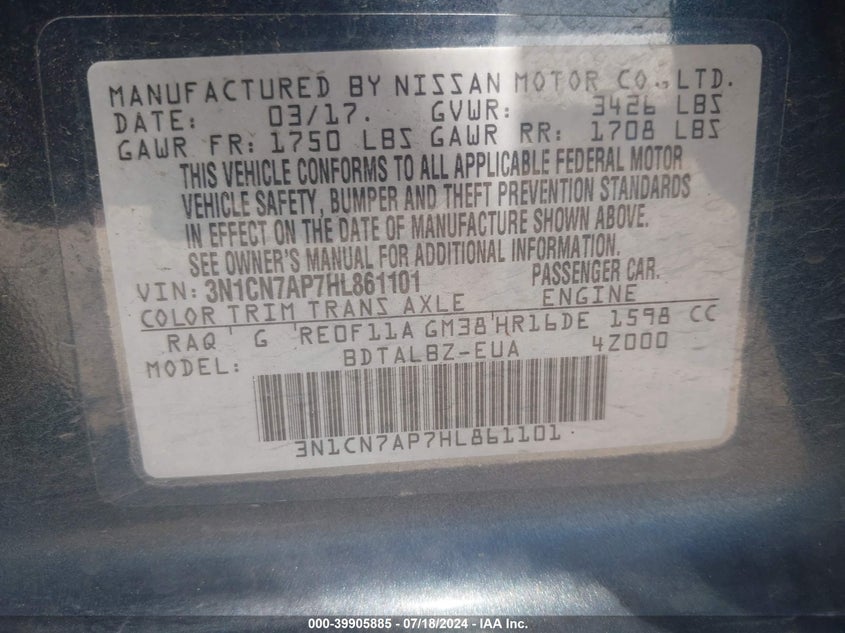 MANUFACTURED BY NISSAN MOTOR CO.,LTD.
DATE: 03/17. GVWR: 3426 LBS
GAWR FR: 1750 LBS GAWR RR: 1708 LBS
THIS VEHICLE CONFORMS TO ALL APPLICABLE FEDERAL MOTOR
VEHICLE SAFETY, BUMPER AND THEFT PREVENTION STANDARDS
IN EFFECT ON THE DATE OF MANUFACTURE SHOWN ABOVE.
SEE OWNER'S MANUAL FOR ADDITIONAL INFORMATION.
VIN: 3N1CN7AP7HL861101 PASSENGER CAR.
COLOR TRIM TRANS AXLE ENGINE
RAQ ' G 'RE0F11A GM38'HR16DE 1598 CC
MODEL: BDTALBZ-EUA 4Z000
3N1CN7AP7HL861101
000-39905885 / 07/18/2024 - IAA Inc.